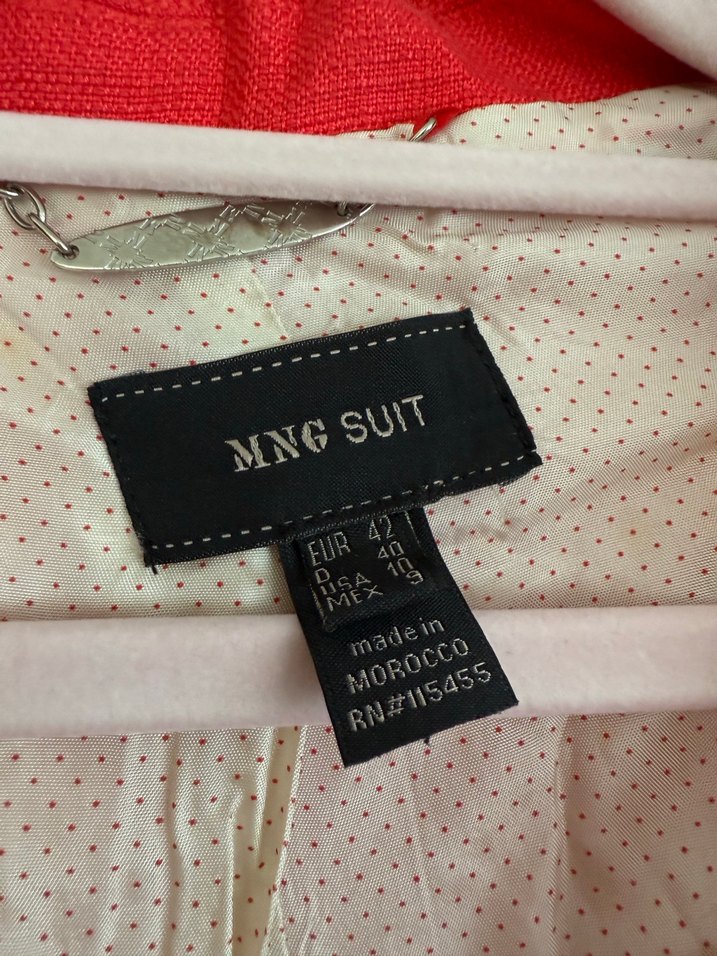 MNG SUIT
EUR 42
D 40
USA 10
MEX 9
made in
MOROCCO
RN#115455